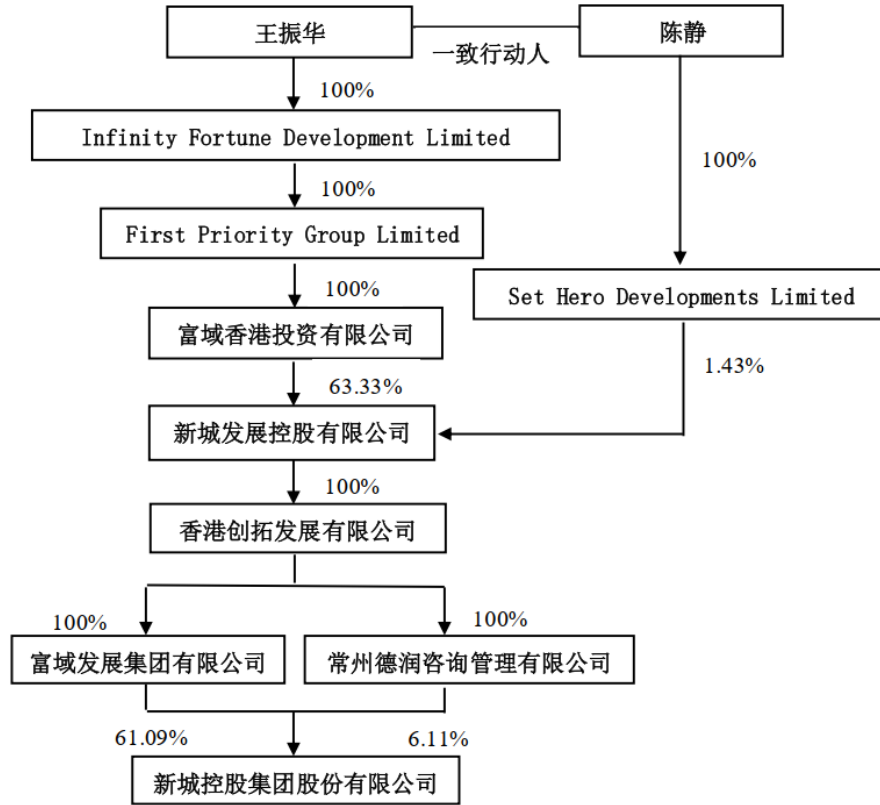 王振华
陈静
一致行动人
100%
Infinity Fortune Development Limited
100%
100%
First Priority Group Limited
100%
Set Hero Developments Limited
富域香港投资有限公司
1.43%
63.33%
新城发展控股有限公司
100%
香港创拓发展有限公司
100%
100%
富域发展集团有限公司
常州德润咨询管理有限公司
61.09%
6.11%
新城控股集团股份有限公司